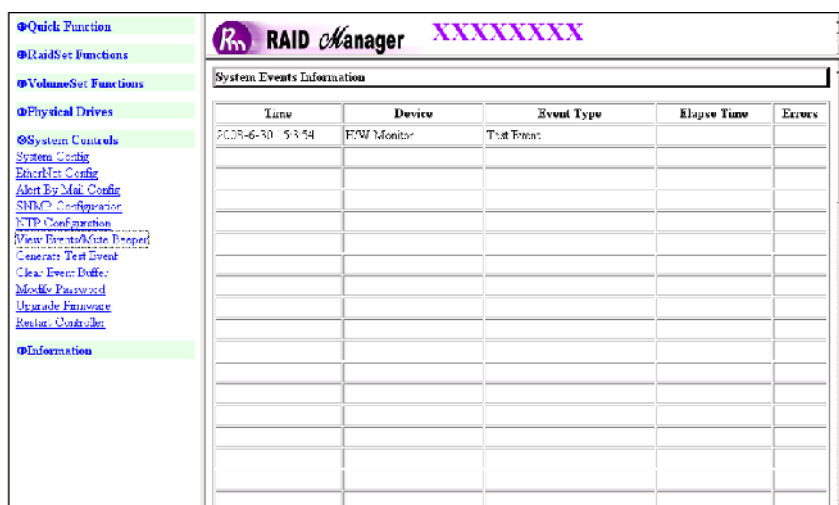 Quick Function
RaidSet Functions
VolumeSet Functions
Physical Drives
System Controls
System Config
EtherNet Config
Alert By Mail Config
SNMP Configuration
NTP Configuration
View Events/Mute Beeper
Generate Test Event
Clear Event Buffer
Modify Password
Upgrade Firmware
Restart Controller
Information
Rm RAID Manager XXXXXXXX
System Events Information
Time Device Event Type Elapse Time Errors
H/W Monitor Test Event